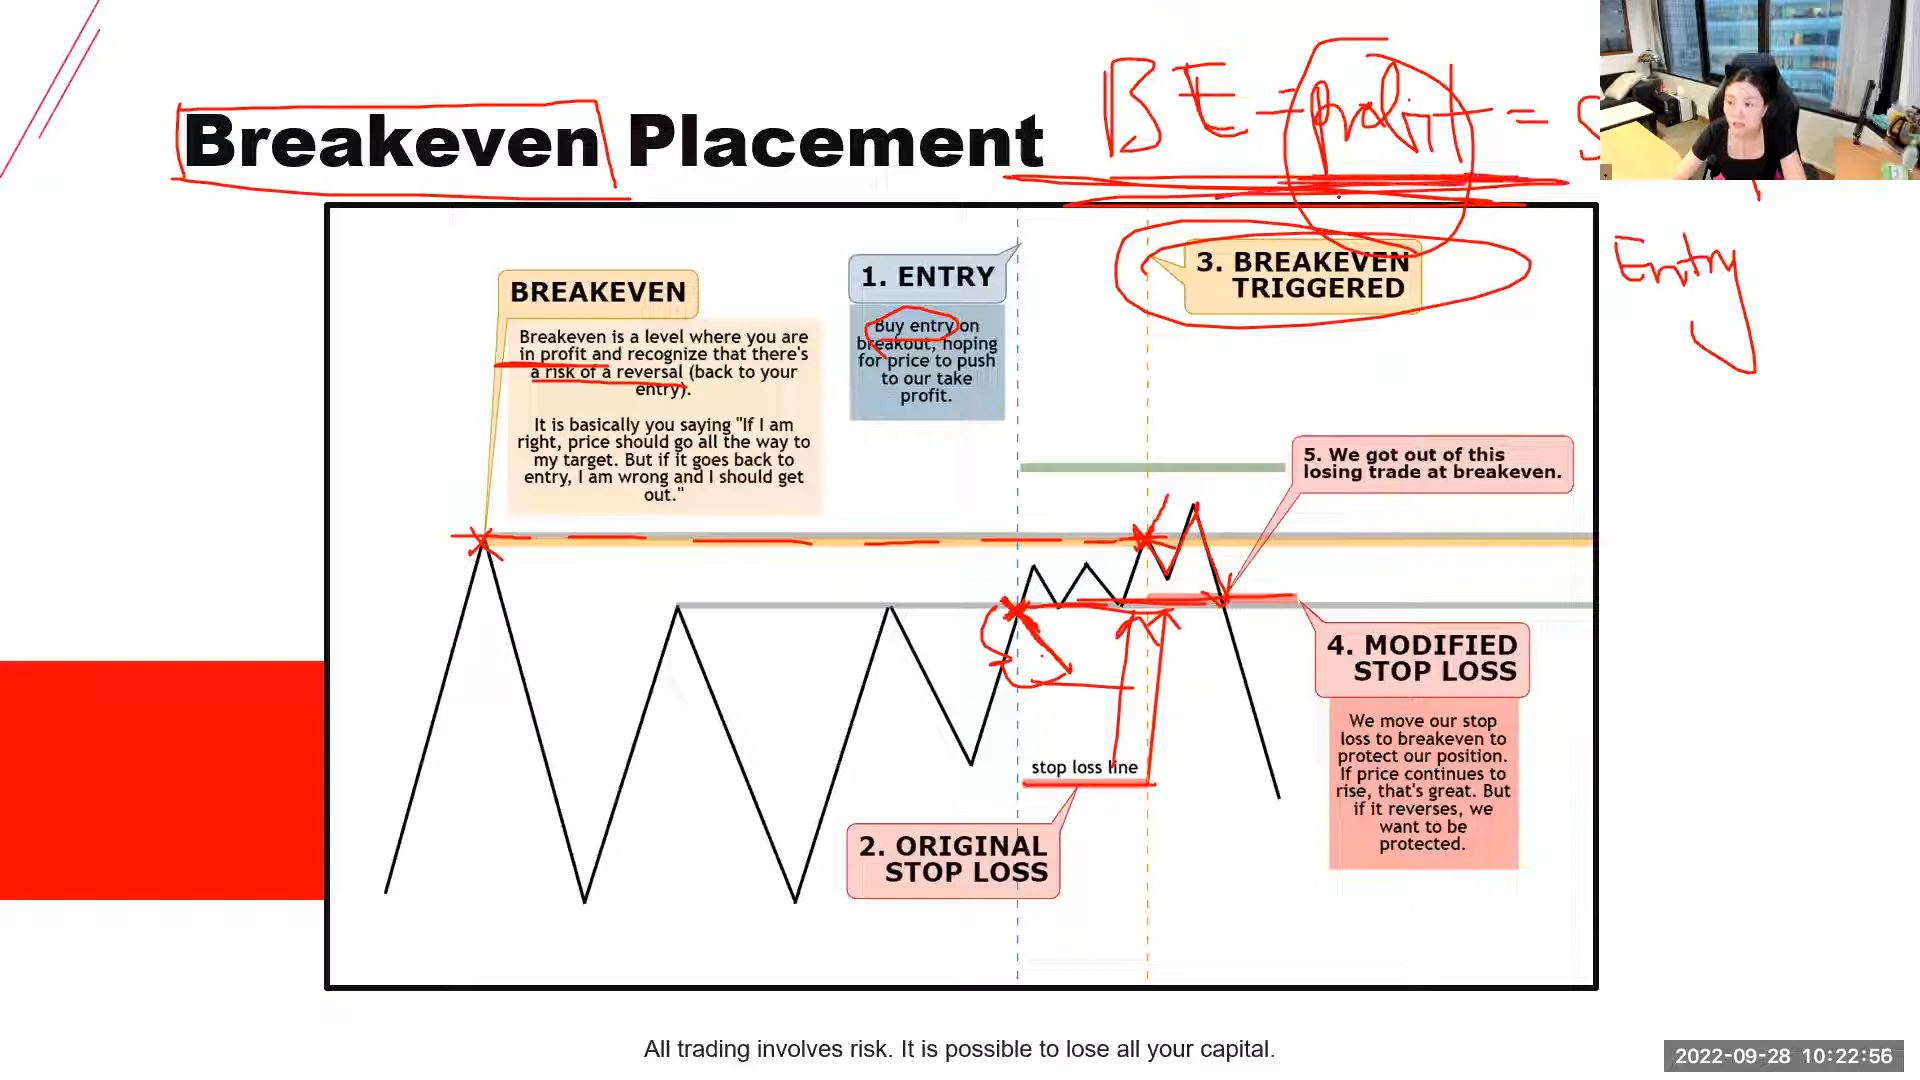 Breakeven Placement
BE = profit =
Entry
BREAKEVEN
Breakeven is a level where you are
in profit and recognize that there's
a risk of a reversal (back to your
entry).
It is basically you saying "If I am
right, price should go all the way to
my target. But if it goes back to
entry, I am wrong and I should get
out."
1. ENTRY
Buy entry on
breakout, hoping
for price to push
to our take
profit.
3. BREAKEVEN
TRIGGERED
5. We got out of this
losing trade at breakeven.
4. MODIFIED
STOP LOSS
We move our stop
loss to breakeven to
protect our position.
If price continues to
rise, that's great. But
if it reverses, we
want to be
protected.
stop loss line
2. ORIGINAL
STOP LOSS
All trading involves risk. It is possible to lose all your capital.
2022-09-28 10:22:56